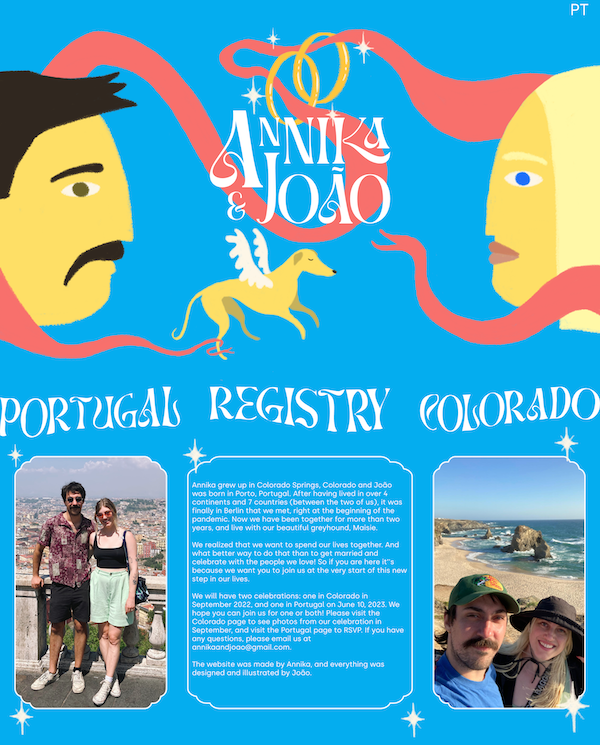 PT
ANNIKA
& JOÃO
PORTUGAL REGISTRY COLORADO
Annika grew up in Colorado Springs, Colorado and João
was born in Porto, Portugal. After having lived in over 4
continents and 7 countries (between the two of us), it was
finally in Berlin that we met, right at the beginning of the
pandemic. Now we have been together for more than two
years, and live with our beautiful greyhound, Maisie.
We realized that we want to spend our lives together. And
what better way to do that than to get married and
celebrate with the people we love! So if you are here it"s
because we want you to join us at the very start of this new
step in our lives.
We will have two celebrations: one in Colorado in
September 2022, and one in Portugal on June 10, 2023. We
hope you can join us for one or both! Please visit the
Colorado page to see photos from our celebration in
September, and visit the Portugal page to RSVP. If you have
any questions, please email us at
annikaandjoao@gmail.com.
The website was made by Annika, and everything was
designed and illustrated by João.